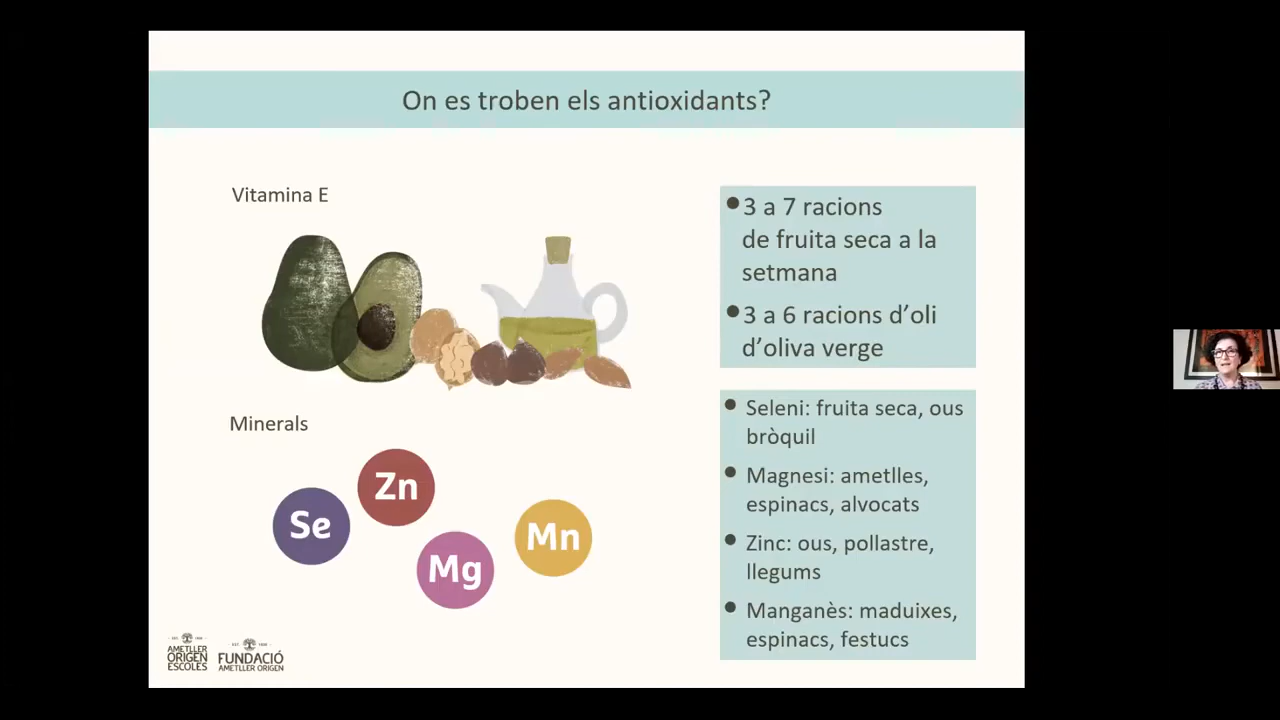 On es troben els antioxidants?
Vitamina E
•3 a 7 racions
de fruita seca a la
setmana
•3 a 6 racions d’oli
d’oliva verge
Minerals
Se
Zn
Mg
Mn
• Seleni: fruita seca, ous
bròquil
• Magnesi: ametlles,
espinacs, alvocats
• Zinc: ous, pollastre,
llegums
• Manganès: maduixes,
espinacs, festucs
AMETLLER
ORIGEN
ESCOLES
FUNDACIÓ
AMETLLER ORIGEN